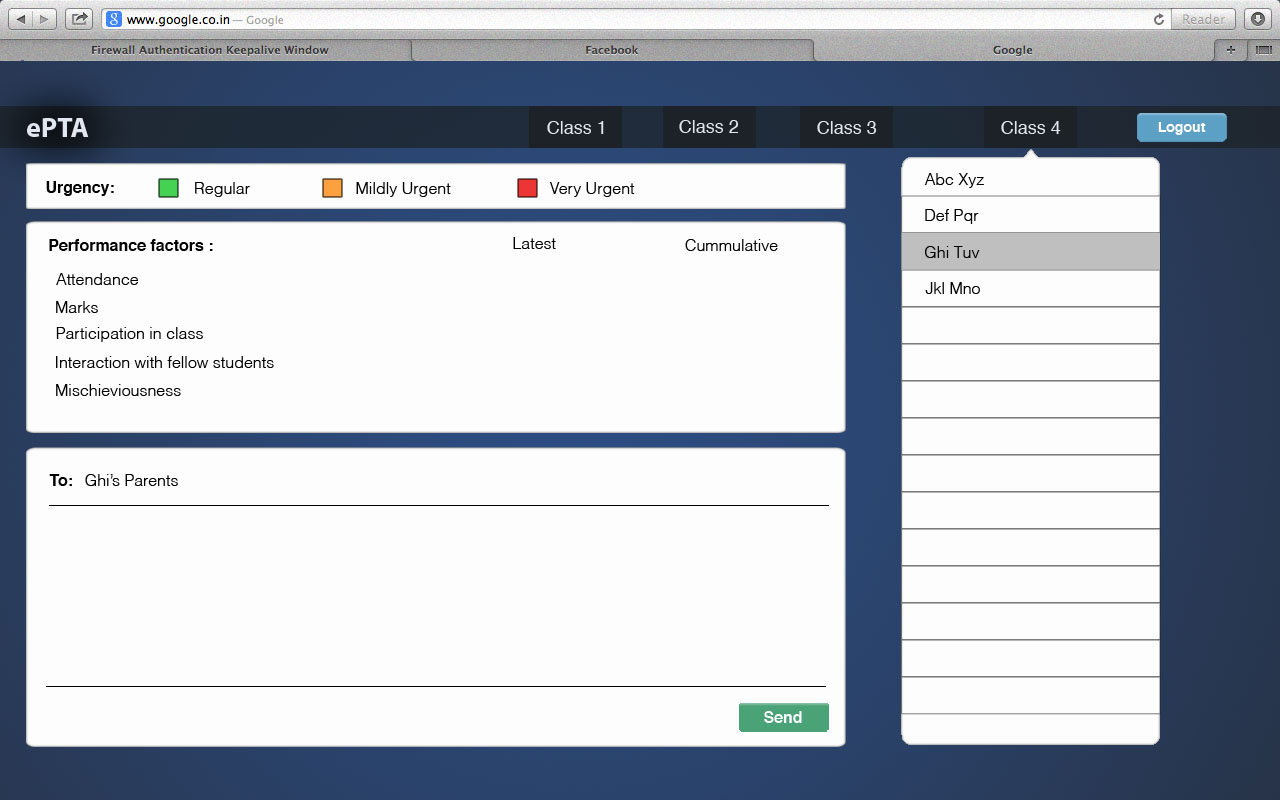 www.google.co.in — Google
Reader
Firewall Authentication Keepalive Window
Facebook
Google
ePTA
Class 1
Class 2
Class 3
Class 4
Logout
Urgency:
Regular
Mildly Urgent
Very Urgent
Performance factors :
Latest
Cummulative
Attendance
Marks
Participation in class
Interaction with fellow students
Mischieviousness
To: Ghi's Parents
Send
Abc Xyz
Def Pqr
Ghi Tuv
Jkl Mno